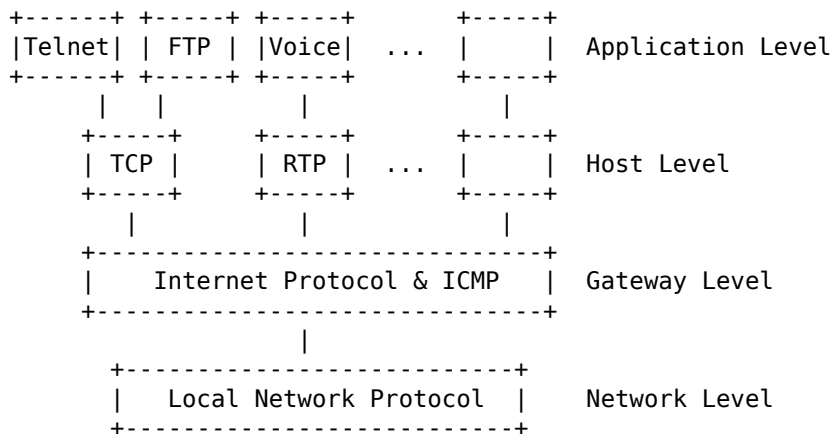 Telnet FTP Voice ... Application Level
TCP RTP ... Host Level
Internet Protocol & ICMP Gateway Level
Local Network Protocol Network Level